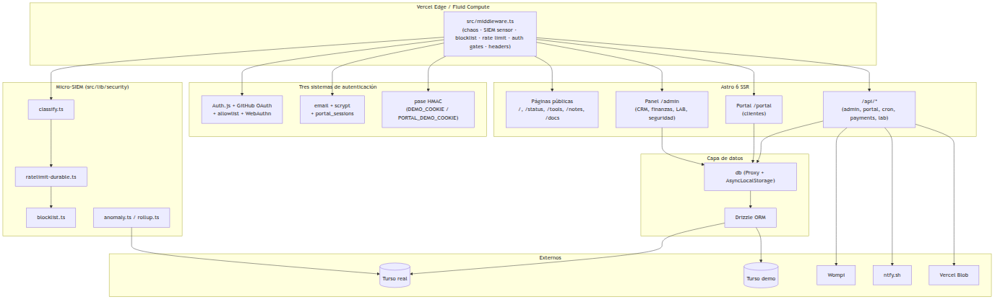 Vercel Edge / Fluid Compute
src/middleware.ts
(chaos · SIEM sensor ·
blocklist · rate limit · auth
gates · headers)
Micro-SIEM (src/lib/security)
classify.ts
ratelimit-durable.ts
blocklist.ts
anomaly.ts / rollup.ts
Tres sistemas de autenticación
Auth.js + GitHub OAuth
+ allowlist + WebAuthn
email + scrypt
+ portal_sessions
pase HMAC
(DEMO_COOKIE /
PORTAL_DEMO_COOKIE)
Astro 6 SSR
Páginas públicas
/, /status, /tools, /notes,
/docs
Panel /admin
(CRM, finanzas, LAB,
seguridad)
Portal /portal
(clientes)
/api/*
(admin, portal, cron,
payments, lab)
Capa de datos
db (Proxy +
AsyncLocalStorage)
Drizzle ORM
Externos
Turso real
Turso demo
Wompi
ntfy.sh
Vercel Blob